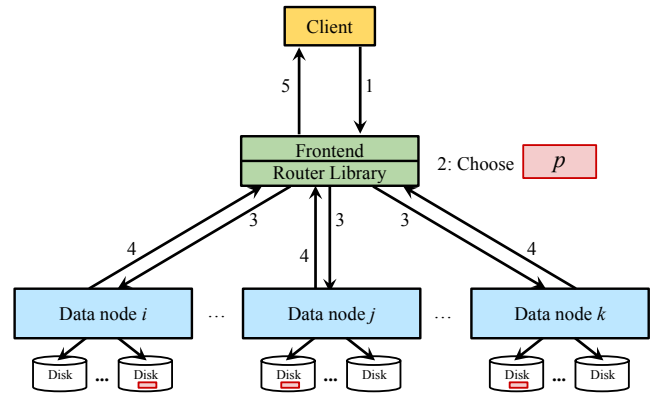 Client
5
1
Frontend
Router Library
2: Choose p
4
3
4
3
3
4
Data node i
...
Data node j
...
Data node k
Disk
...
Disk
Disk
...
Disk
Disk
...
Disk